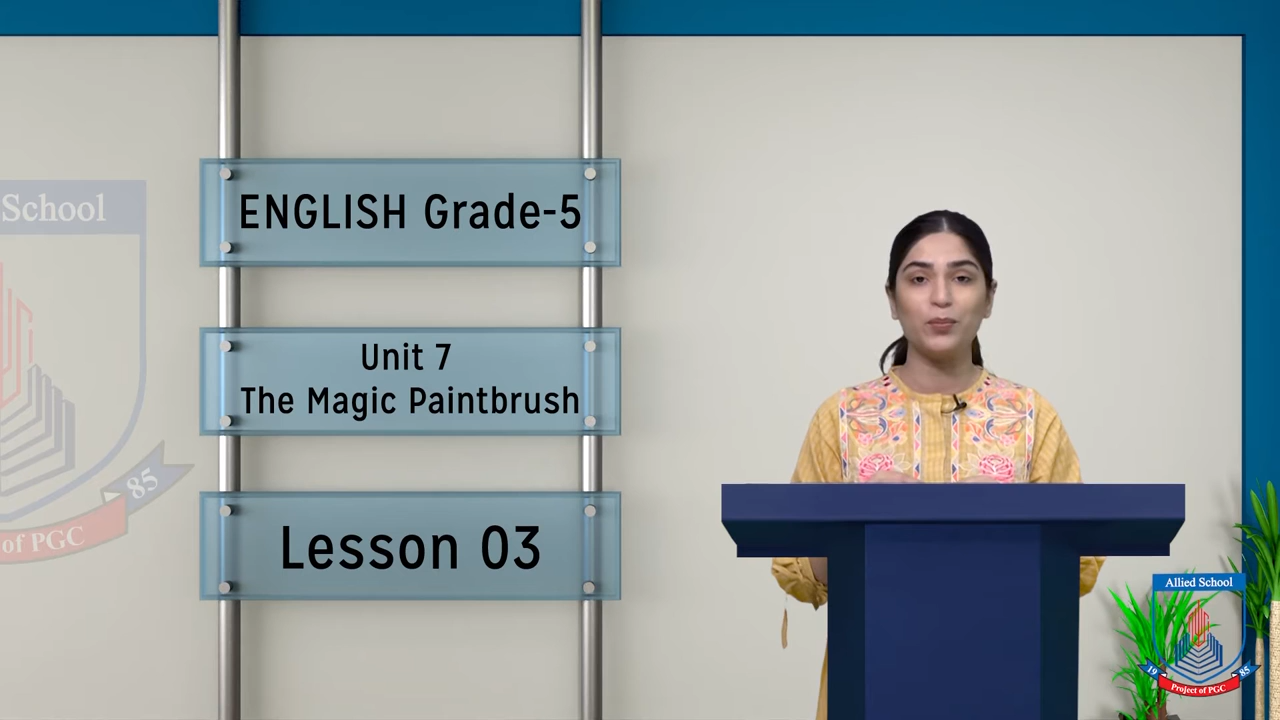 ENGLISH Grade-5
Unit 7
The Magic Paintbrush
Lesson 03
School
85
of PGC
Allied School
19
85
Project of PGC